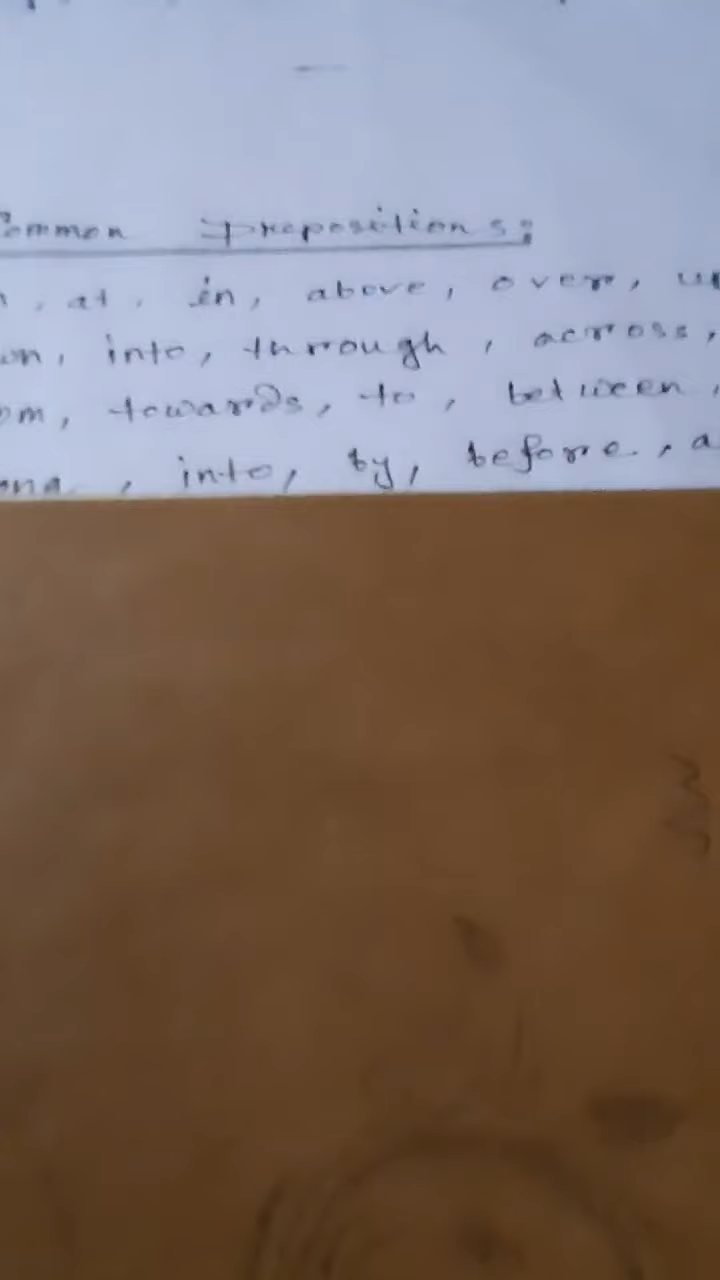 Common Prepositions:
, at, in, above, over,
, into, through, across,
, towards, to, between,
, into, by, before,